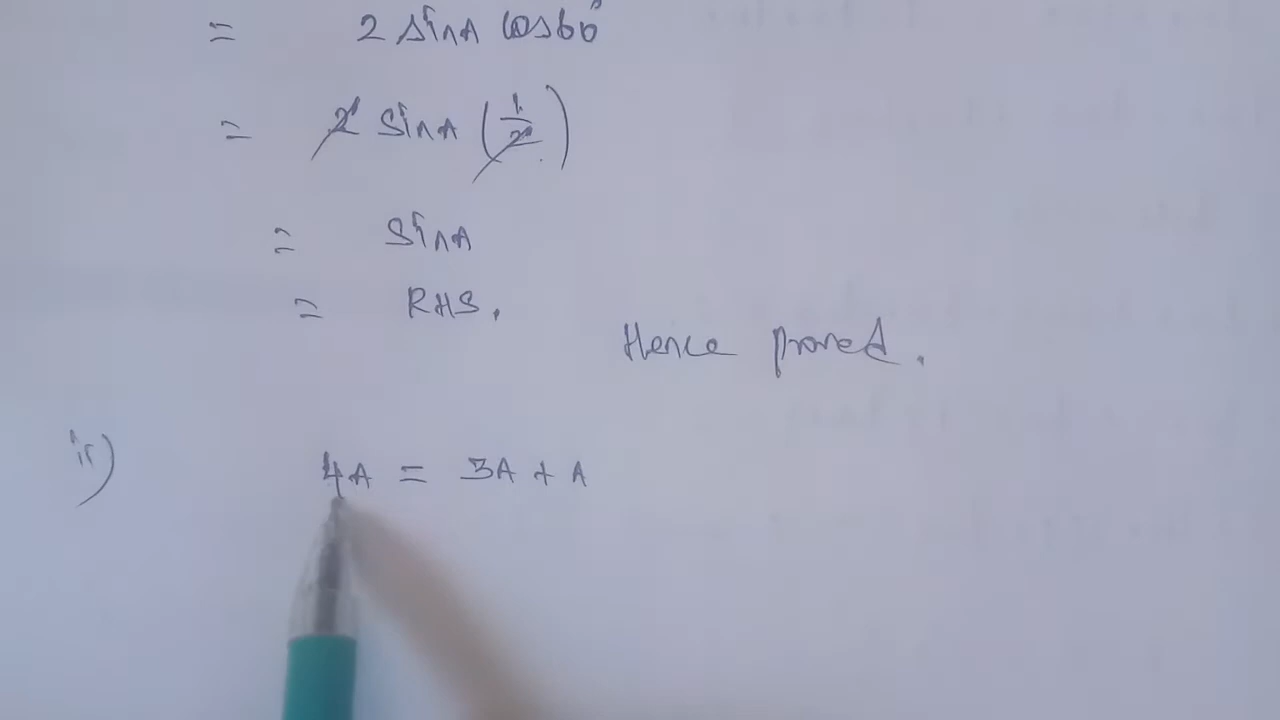 = 2 sinA cos60°
= 2 sinA (1/2)
= sinA
= RHS.
Hence proved.
ii) 4A = 3A + A